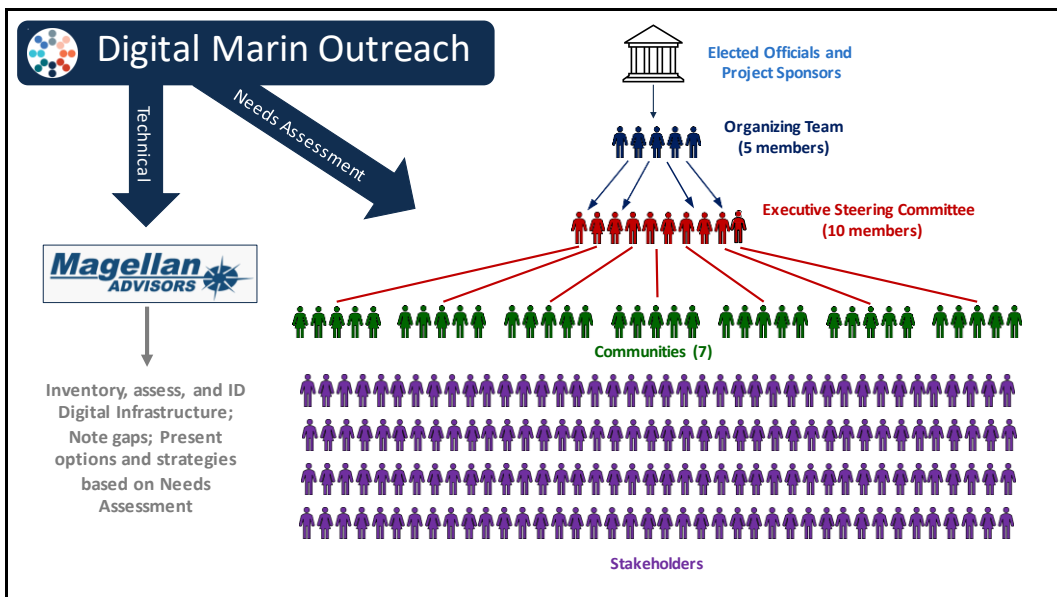 Digital Marin Outreach
Technical
Needs Assessment
Magellan
ADVISORS
Inventory, assess, and ID
Digital Infrastructure;
Note gaps; Present
options and strategies
based on Needs
Assessment
Elected Officials and
Project Sponsors
Organizing Team
(5 members)
Executive Steering Committee
(10 members)
Communities (7)
Stakeholders